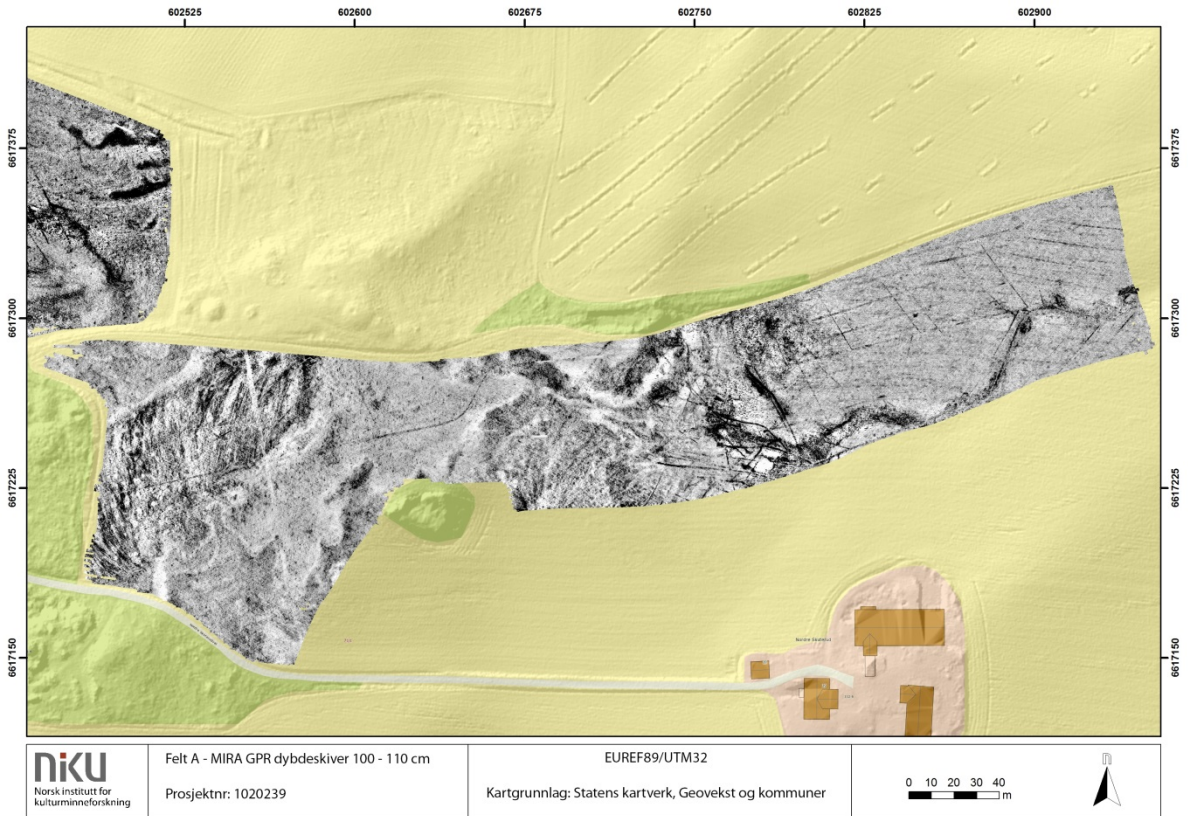 602525 602600 602675 602750 602825 602900
6617375 6617375
6617300 6617300
6617225 6617225
6617150 6617150
niku
Norsk institutt for
kulturminneforskning
Felt A - MIRA GPR dybdeskiver 100 - 110 cm
Prosjektnr: 1020239
EUREF89/UTM32
Kartgrunnlag: Statens kartverk, Geovekst og kommuner
0 10 20 30 40
m
n